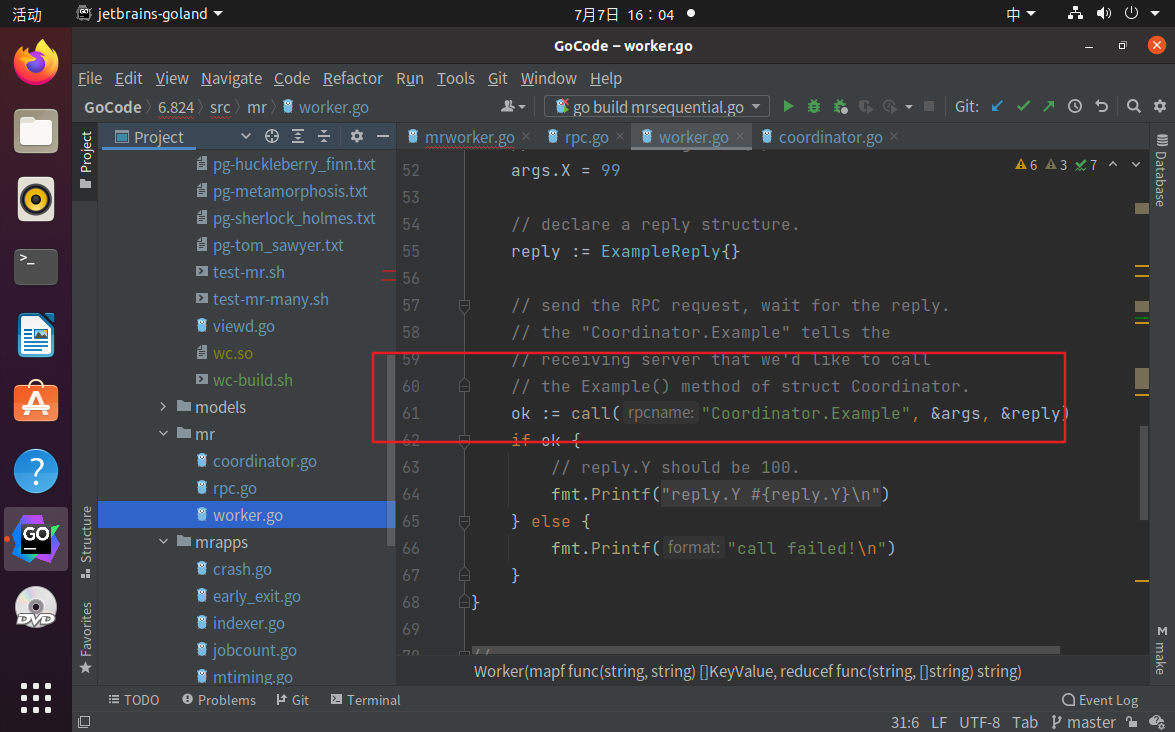 活动
jetbrains-goland
7月7日 16：04
中
GoCode – worker.go
File Edit View Navigate Code Refactor Run Tools Git Window Help
GoCode 6.824 src mr worker.go
go build mrsequential.go
Git:
Project
mrworker.go
rpc.go
worker.go
coordinator.go
Project
Structure
Favorites
pg-huckleberry_finn.txt
pg-metamorphosis.txt
pg-sherlock_holmes.txt
pg-tom_sawyer.txt
test-mr.sh
test-mr-many.sh
viewd.go
wc.so
wc-build.sh
models
mr
coordinator.go
rpc.go
worker.go
mrapps
crash.go
early_exit.go
indexer.go
jobcount.go
mtiming.go
6 3 7
52 args.X = 99
53
54 // declare a reply structure.
55 reply := ExampleReply{}
56
57 // send the RPC request, wait for the reply.
58 // the "Coordinator.Example" tells the
59 // receiving server that we'd like to call
60 // the Example() method of struct Coordinator.
61 ok := call( rpcname: "Coordinator.Example", &args, &reply)
62 if ok {
63 // reply.Y should be 100.
64 fmt.Printf("reply.Y #{reply.Y}\n")
65 } else {
66 fmt.Printf( format: "call failed!\n")
67 }
68 }
69
70 //
Worker(mapf func(string, string) []KeyValue, reducef func(string, []string) string)
Database
M make
TODO Problems Git Terminal
Event Log
31:6 LF UTF-8 Tab master
>_
GO
DVD